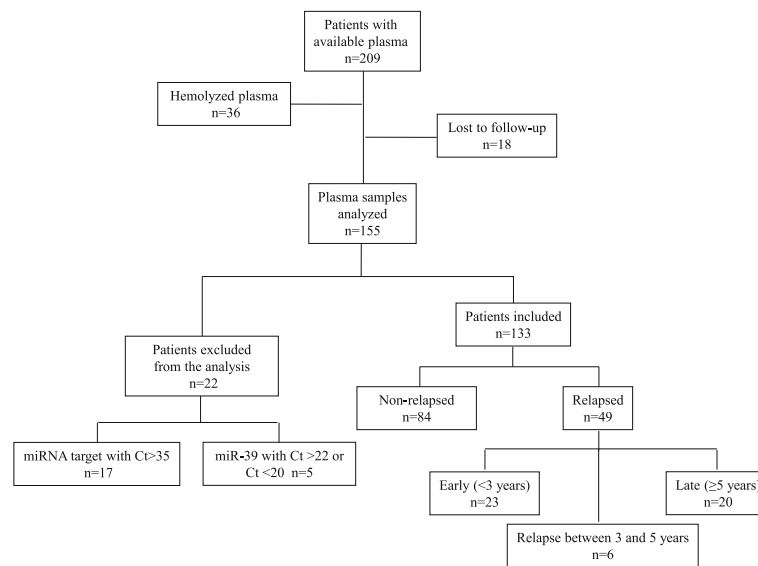 Patients with
available plasma
n=209
Hemolyzed plasma
n=36
Lost to follow-up
n=18
Plasma samples
analyzed
n=155
Patients included
n=133
Patients excluded
from the analysis
n=22
Non-relapsed
n=84
Relapsed
n=49
miRNA target with Ct>35
n=17
miR-39 with Ct >22 or
Ct <20 n=5
Early (<3 years)
n=23
Late (≥5 years)
n=20
Relapse between 3 and 5 years
n=6